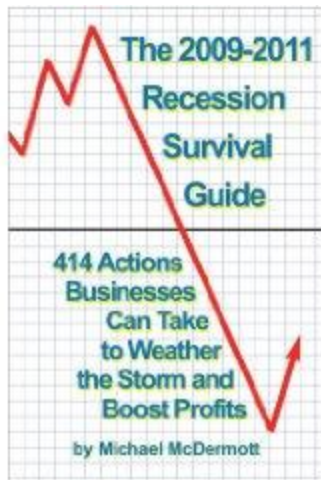 The 2009-2011
Recession
Survival
Guide
414 Actions
Businesses
Can Take
to Weather
the Storm and
Boost Profits
by Michael McDermott